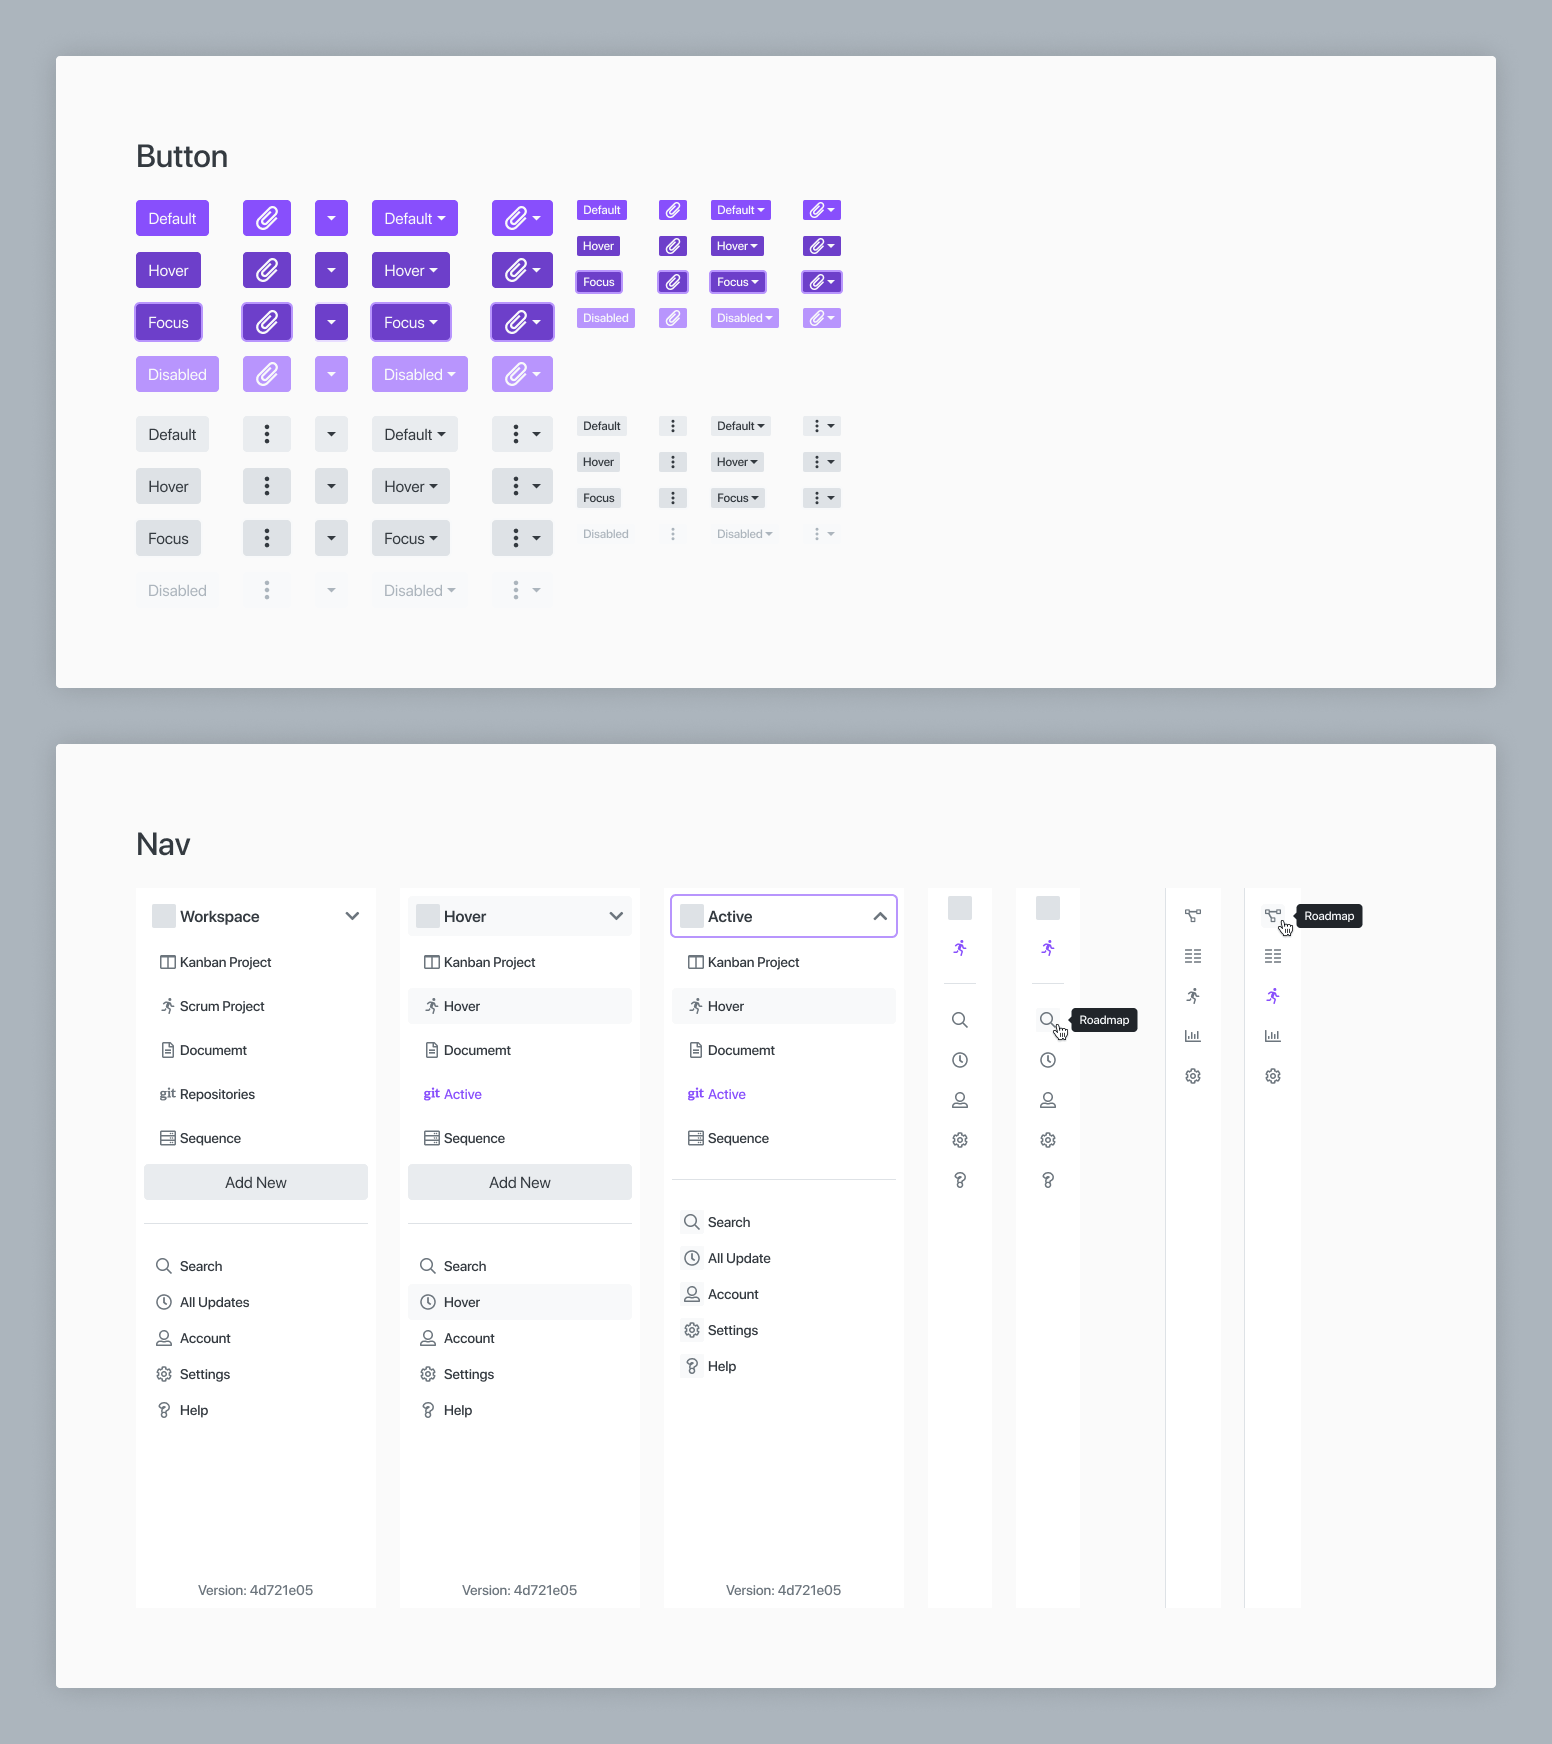 Button
Default Default Default Default
Hover Hover Hover Hover
Focus Focus Focus Focus
Disabled Disabled Disabled Disabled
Default Default Default Default
Hover Hover Hover Hover
Focus Focus Focus Focus
Disabled Disabled Disabled Disabled
Nav
Workspace
Kanban Project
Scrum Project
Documemt
git Repositories
Sequence
Add New
Search
All Updates
Account
Settings
Help
Version: 4d721e05
Hover
Kanban Project
Hover
Documemt
git Active
Sequence
Add New
Search
Hover
Account
Settings
Help
Version: 4d721e05
Active
Kanban Project
Hover
Documemt
git Active
Sequence
Search
All Update
Account
Settings
Help
Version: 4d721e05
Roadmap
Roadmap